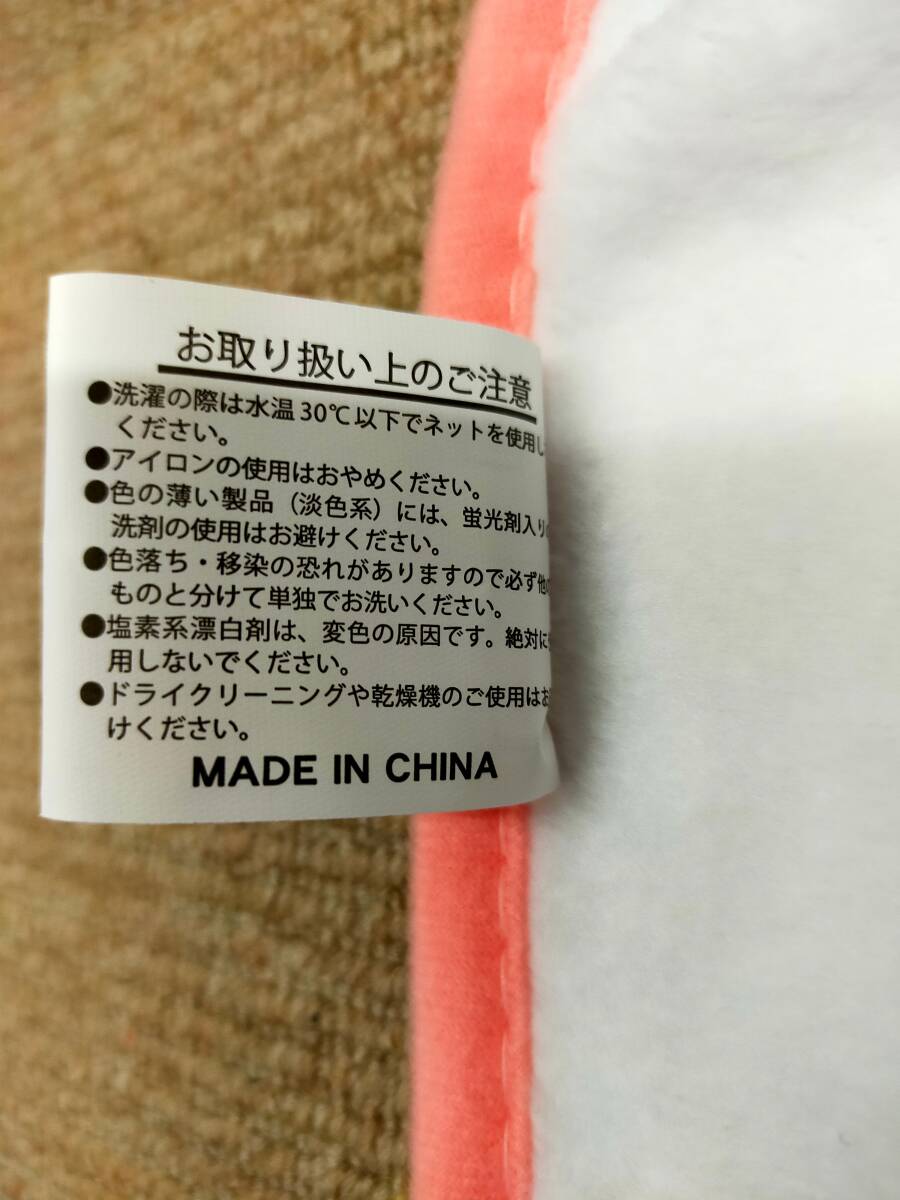 お取り扱い上のご注意
●洗濯の際は水温30℃以下でネットを使用し
ください。
●アイロンの使用はおやめください。
●色の薄い製品（淡色系）には、蛍光剤入り
洗剤の使用はお避けください。
●色落ち・移染の恐れがありますので必ず他
ものと分けて単独でお洗いください。
●塩素系漂白剤は、変色の原因です。絶対に
用しないでください。
●ドライクリーニングや乾燥機のご使用はお
けください。
MADE IN CHINA